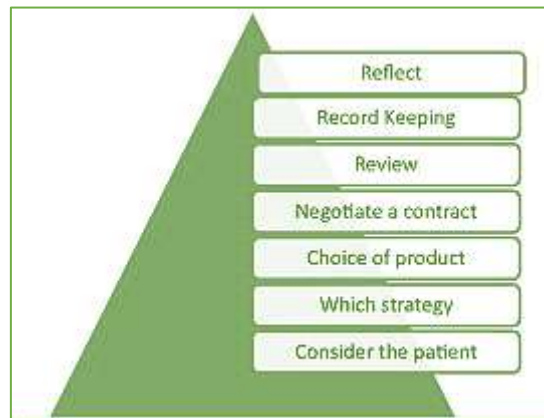 Reflect
Record Keeping
Review
Negotiate a contract
Choice of product
Which strategy
Consider the patient